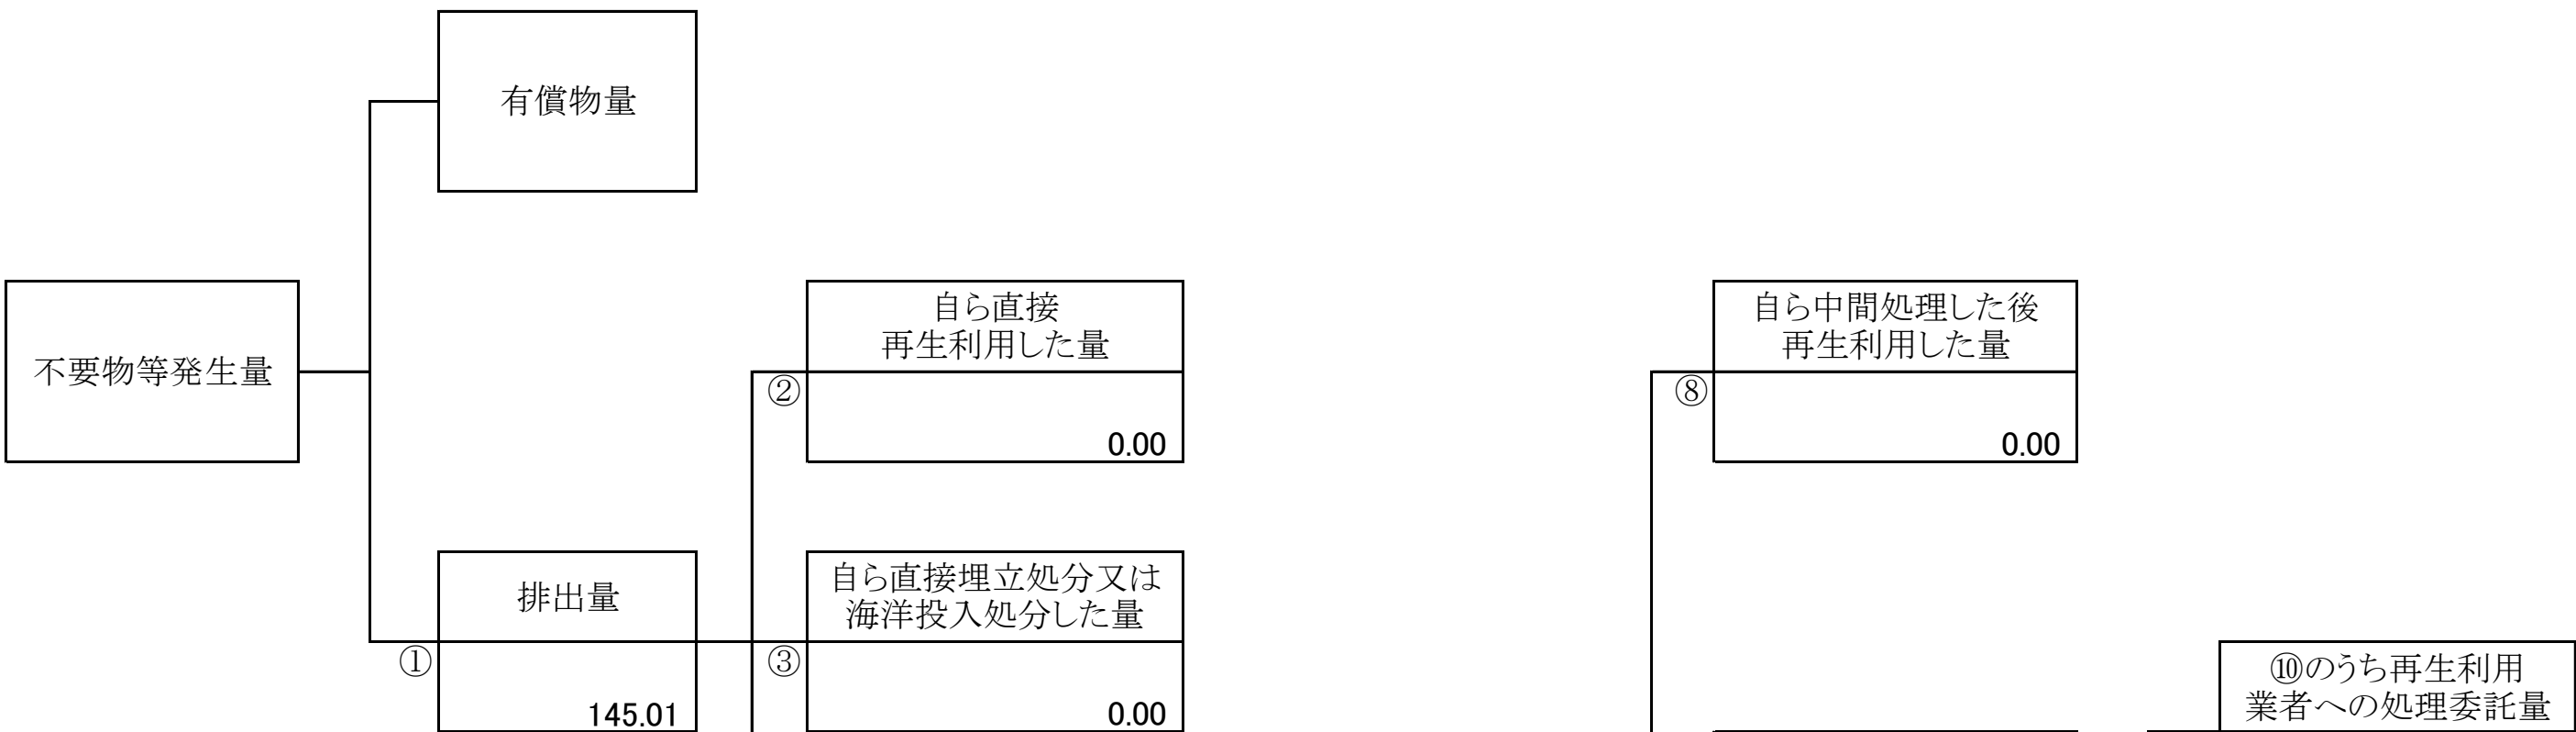 有償物量
不要物等発生量
自ら直接
再生利用した量
②
0.00
自ら中間処理した後
再生利用した量
⑧
0.00
排出量
①
145.01
自ら直接埋立処分又は
海洋投入処分した量
③
0.00
⑩のうち再生利用
業者への処理委託量